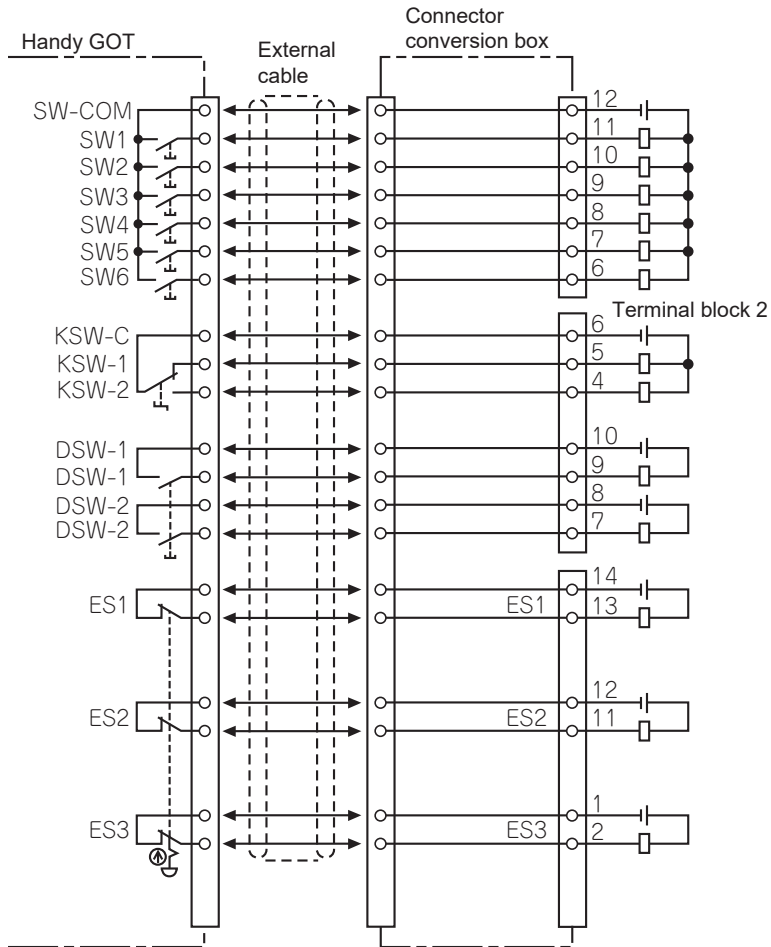 Handy GOT
External
cable
Connector
conversion box
SW-COM
12
SW1
11
SW2
10
SW3
9
SW4
8
SW5
7
SW6
6
Terminal block 2
KSW-C
6
KSW-1
5
KSW-2
4
DSW-1
10
DSW-1
9
DSW-2
8
DSW-2
7
14
ES1
ES1
13
12
ES2
ES2
11
1
ES3
ES3
2